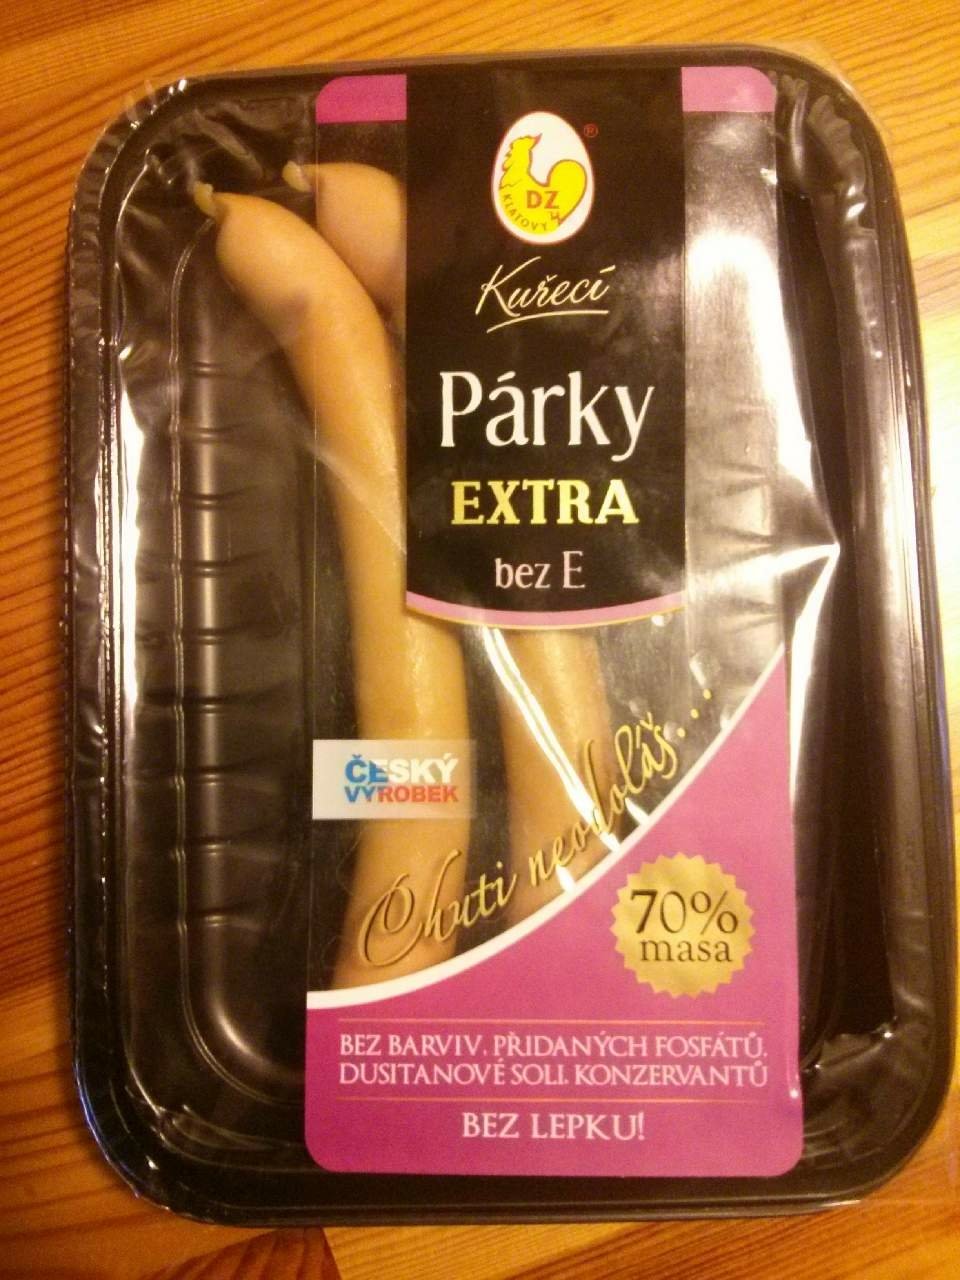 ®
DZ
KLATOVY
Kuřecí
Párky
EXTRA
bez E
ČESKÝ
VÝROBEK
Chuti neodoláš...
70%
masa
BEZ BARVIV, PŘIDANÝCH FOSFÁTŮ,
DUSITANOVÉ SOLI, KONZERVANTŮ
BEZ LEPKU!